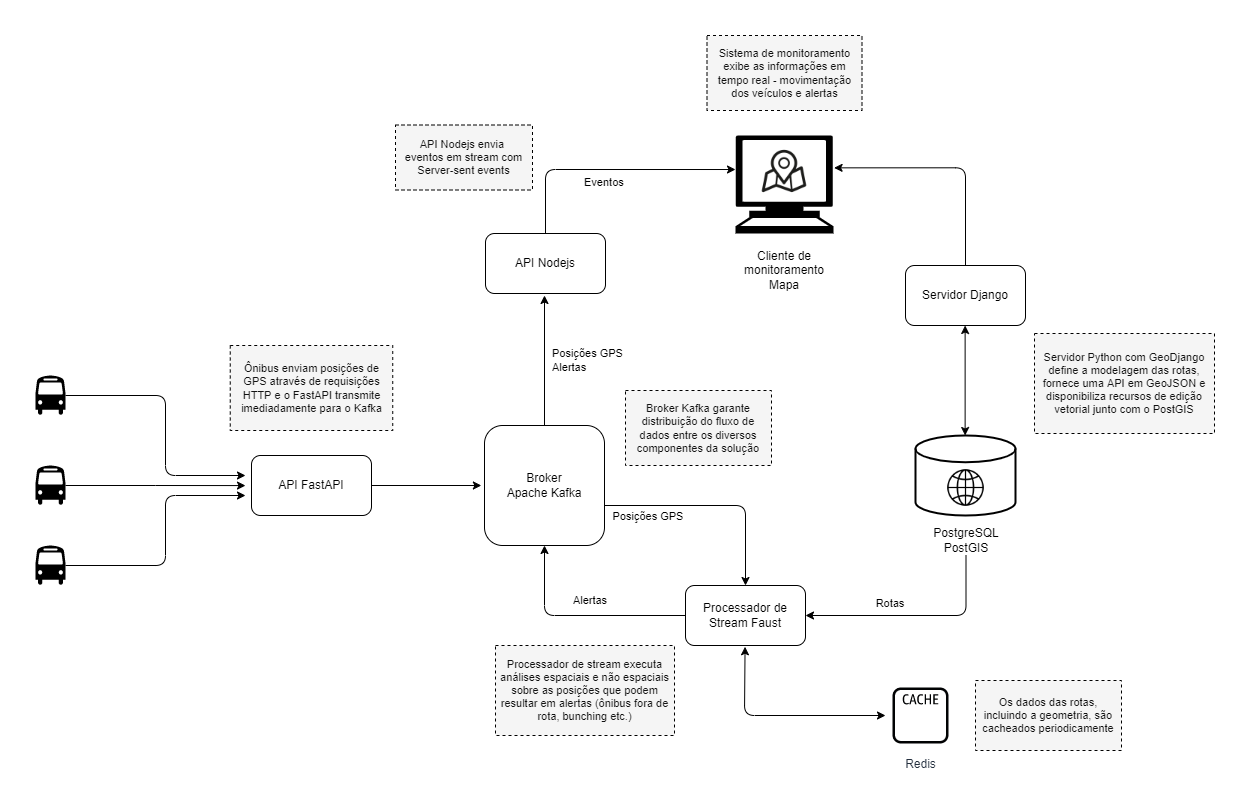 Sistema de monitoramento
exibe as informações em
tempo real - movimentação
dos veículos e alertas
API Nodejs envia
eventos em stream com
Server-sent events
Eventos
API Nodejs
Cliente de
monitoramento
Mapa
Servidor Django
Posições GPS
Alertas
Servidor Python com GeoDjango
define a modelagem das rotas,
fornece uma API em GeoJSON e
disponibiliza recursos de edição
vetorial junto com o PostGIS
Ônibus enviam posições de
GPS através de requisições
HTTP e o FastAPI transmite
imediadamente para o Kafka
Broker Kafka garante
distribuição do fluxo de
dados entre os diversos
componentes da solução
API FastAPI
Broker
Apache Kafka
Posições GPS
PostgreSQL
PostGIS
Alertas
Processador de
Stream Faust
Rotas
Processador de stream executa
análises espaciais e não espaciais
sobre as posições que podem
resultar em alertas (ônibus fora de
rota, bunching etc.)
CACHE
Redis
Os dados das rotas,
incluindo a geometria, são
cacheados periodicamente